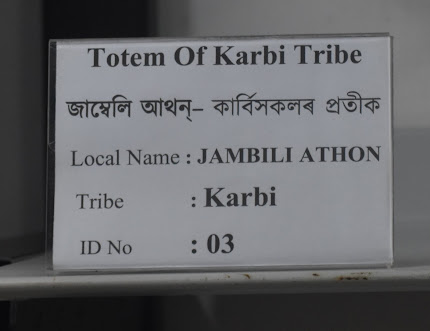 Totem Of Karbi Tribe
জাম্বেলি আথন্– কাৰ্বিসকলৰ প্ৰতীক
Local Name : JAMBILI ATHON
Tribe : Karbi
ID No : 03